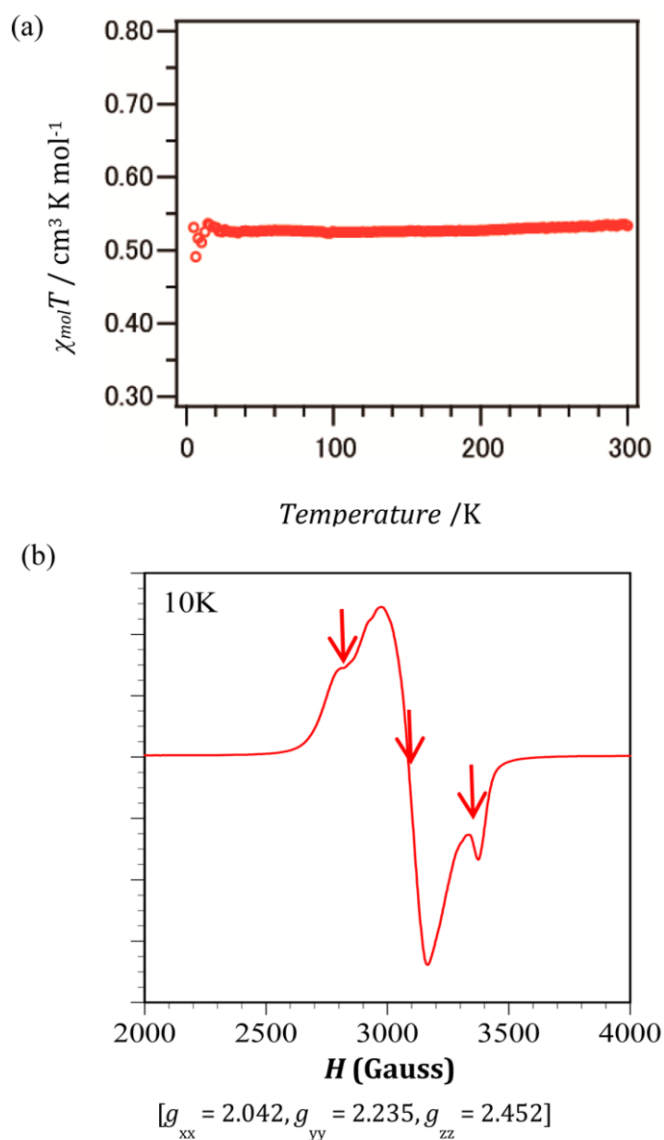 (a)
0.80
0.70
0.60
0.50
0.40
0.30
χmolT / cm³ K mol⁻¹
0 100 200 300
Temperature /K
(b)
10K
2000 2500 3000 3500 4000
H (Gauss)
[gxx = 2.042, gyy = 2.235, gzz = 2.452]